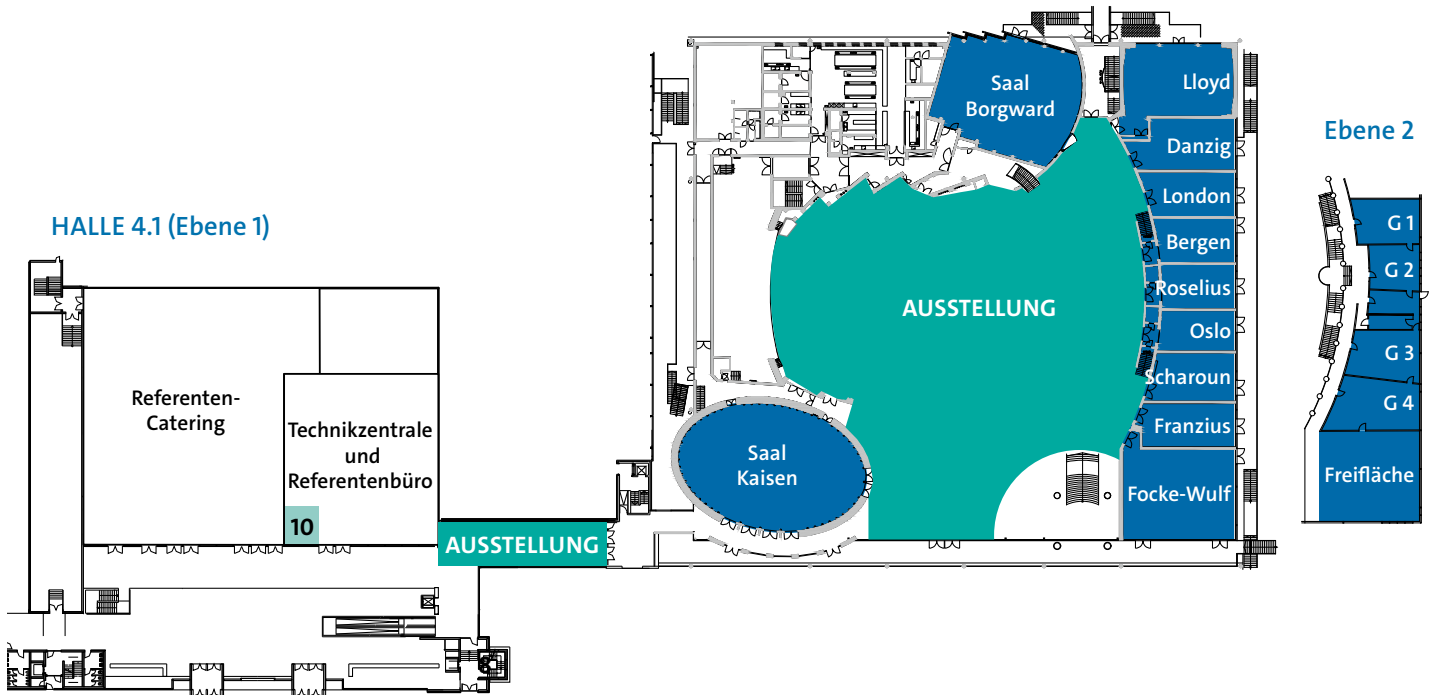 HALLE 4.1 (Ebene 1)
Referenten-
Catering
Technikzentrale
und
Referentenbüro
10
AUSSTELLUNG
Saal
Borgward
AUSSTELLUNG
Saal
Kaisen
Lloyd
Danzig
London
Bergen
Roselius
Oslo
Scharoun
Franzius
Focke-Wulf
Ebene 2
G 1
G 2
G 3
G 4
Freifläche